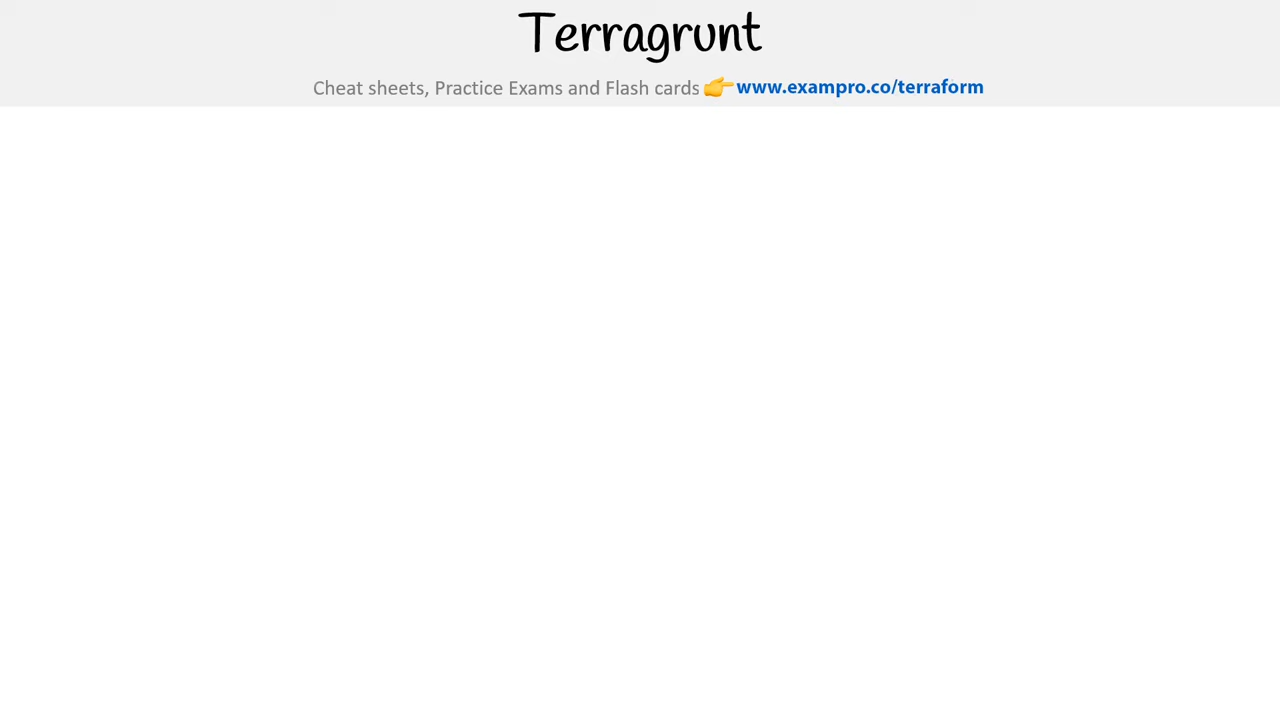 Terragrunt
Cheat sheets, Practice Exams and Flash cards 👉 www.exampro.co/terraform